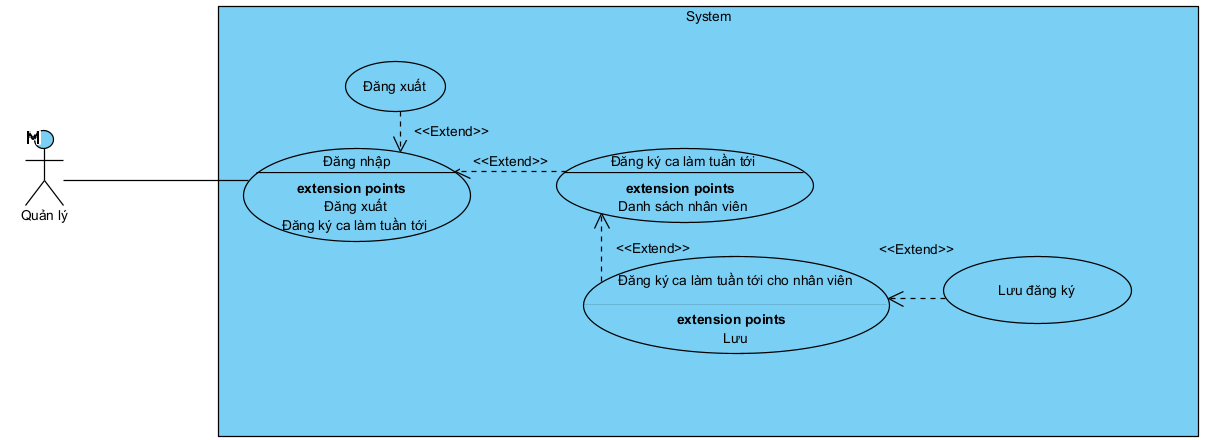 System
Đăng xuất
<<Extend>>
M
Quản lý
Đăng nhập
extension points
Đăng xuất
Đăng ký ca làm tuần tới
<<Extend>>
Đăng ký ca làm tuần tới
extension points
Danh sách nhân viên
<<Extend>>
Đăng ký ca làm tuần tới cho nhân viên
extension points
Lưu
<<Extend>>
Lưu đăng ký